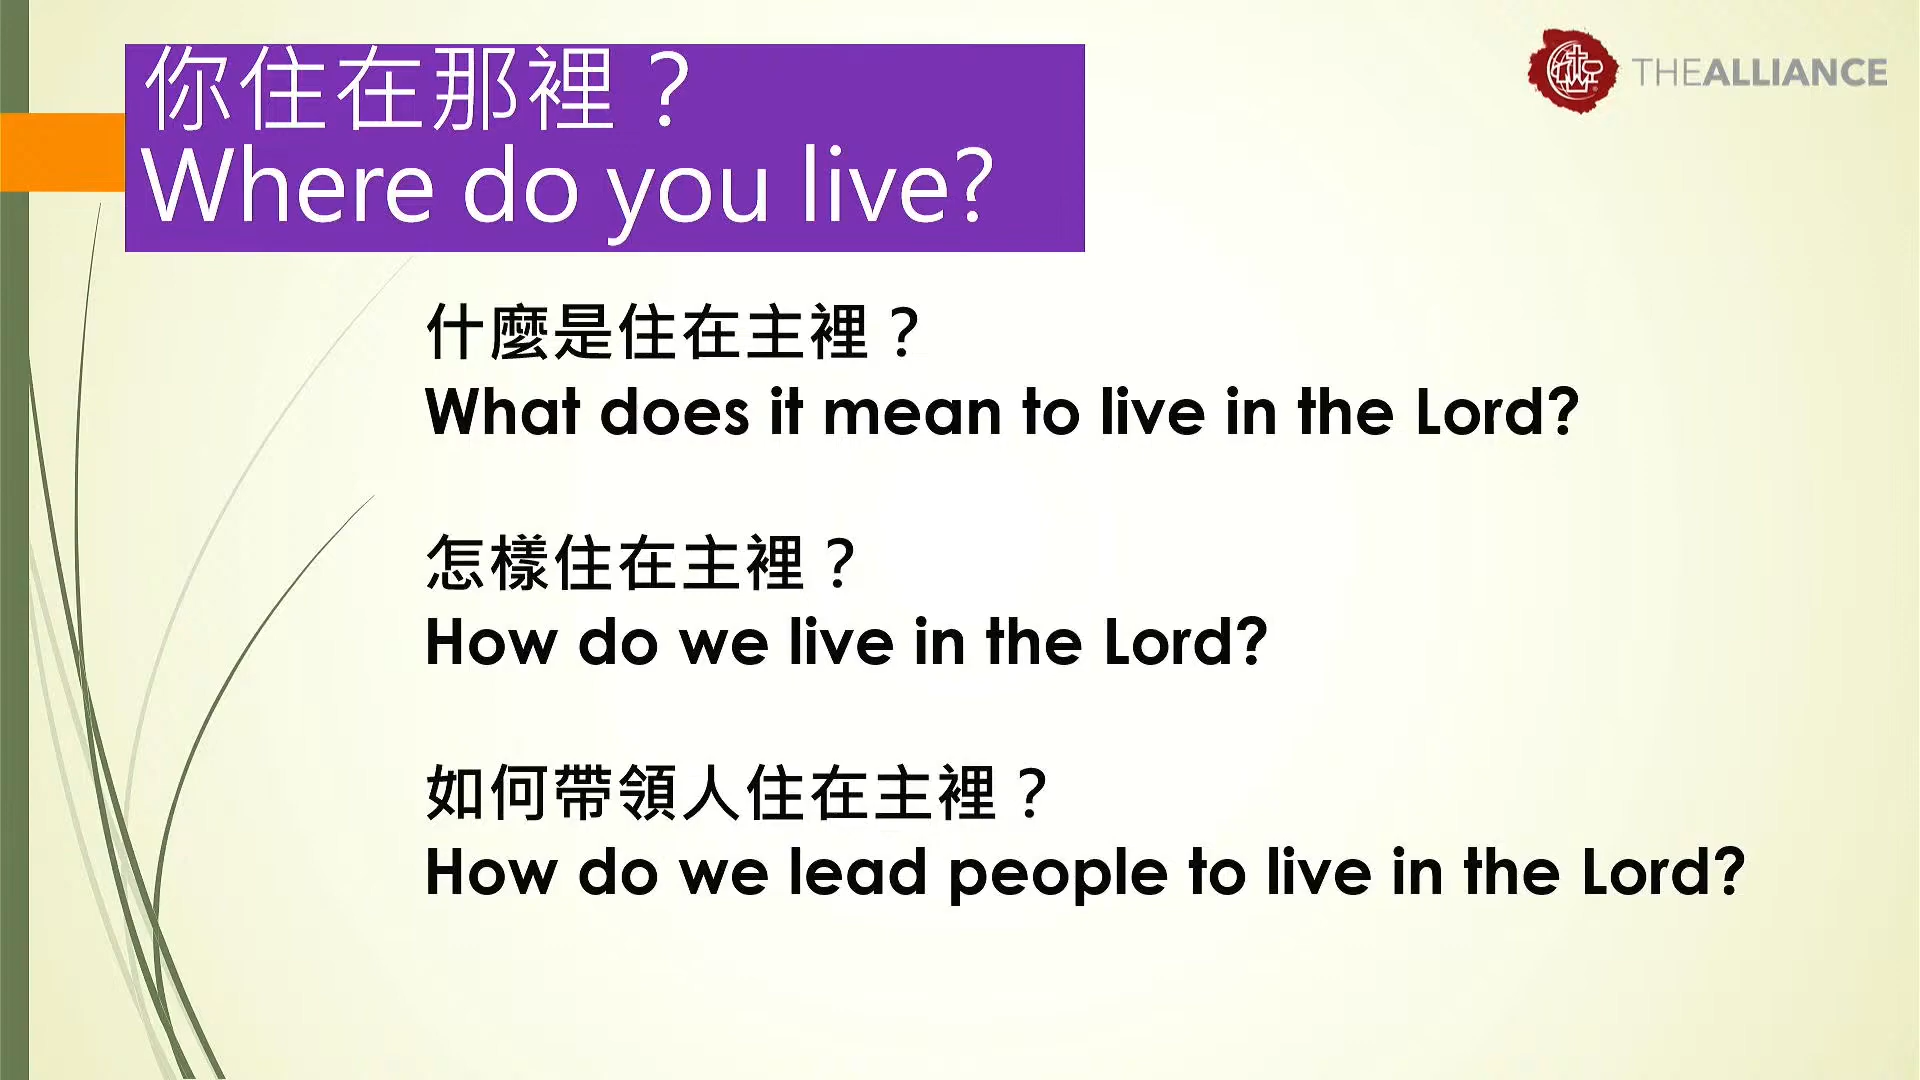 你住在那裡？
Where do you live?
THEALLIANCE
什麼是住在主裡？
What does it mean to live in the Lord?
怎樣住在主裡？
How do we live in the Lord?
如何帶領人住在主裡？
How do we lead people to live in the Lord?